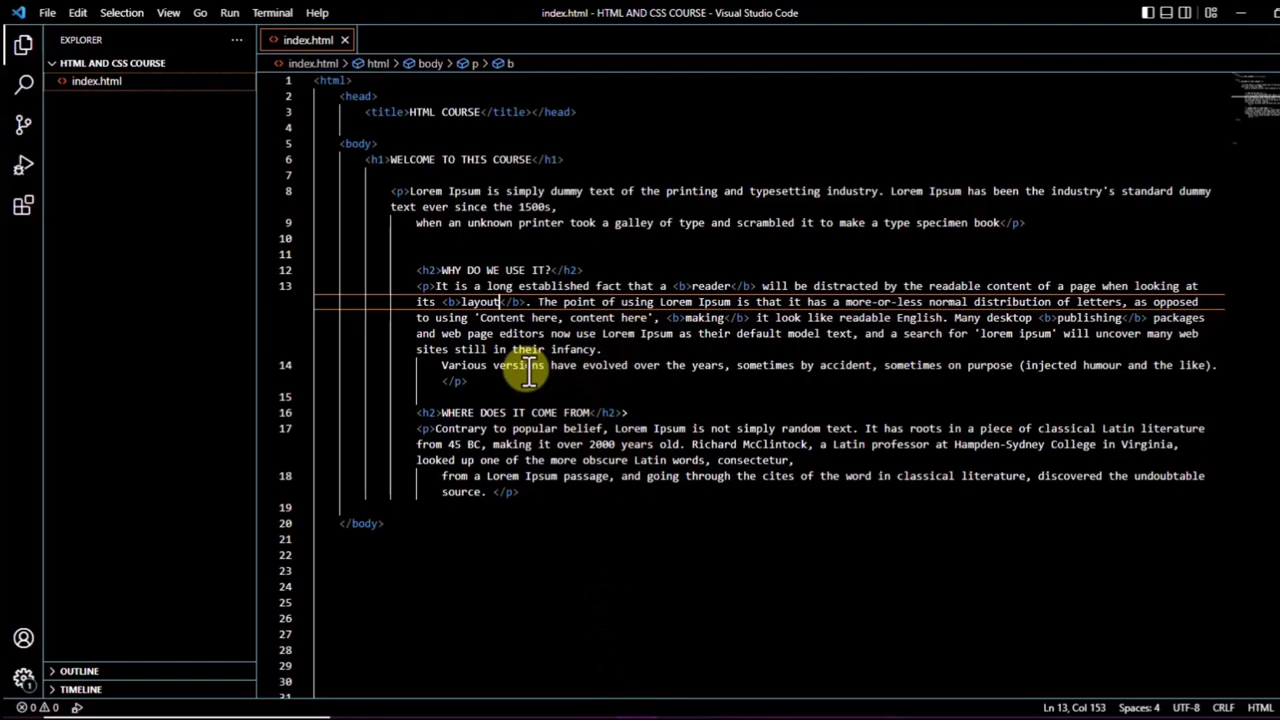 File Edit Selection View Go Run Terminal Help index.html - HTML AND CSS COURSE - Visual Studio Code
EXPLORER ··· index.html
HTML AND CSS COURSE index.html > html > body > p > b
index.html
1 <html>
2 <head>
3 <title>HTML COURSE</title></head>
4
5 <body>
6 <h1>WELCOME TO THIS COURSE</h1>
7
8 <p>Lorem Ipsum is simply dummy text of the printing and typesetting industry. Lorem Ipsum has been the industry's standard dummy
text ever since the 1500s,
9 when an unknown printer took a galley of type and scrambled it to make a type specimen book</p>
10
11
12 <h2>WHY DO WE USE IT?</h2>
13 <p>It is a long established fact that a <b>reader</b> will be distracted by the readable content of a page when looking at
its <b>layout</b>. The point of using Lorem Ipsum is that it has a more-or-less normal distribution of letters, as opposed
to using 'Content here, content here', <b>making</b> it look like readable English. Many desktop <b>publishing</b> packages
and web page editors now use Lorem Ipsum as their default model text, and a search for 'lorem ipsum' will uncover many web
sites still in their infancy.
14 Various versions have evolved over the years, sometimes by accident, sometimes on purpose (injected humour and the like).
</p>
15
16 <h2>WHERE DOES IT COME FROM</h2>>
17 <p>Contrary to popular belief, Lorem Ipsum is not simply random text. It has roots in a piece of classical Latin literature
from 45 BC, making it over 2000 years old. Richard McClintock, a Latin professor at Hampden-Sydney College in Virginia,
looked up one of the more obscure Latin words, consectetur,
18 from a Lorem Ipsum passage, and going through the cites of the word in classical literature, discovered the undoubtable
source. </p>
19
20 </body>
21
22
23
24
25
26
27
28
29
30
31
OUTLINE
TIMELINE
0 0 Ln 13, Col 153 Spaces: 4 UTF-8 CRLF HTML